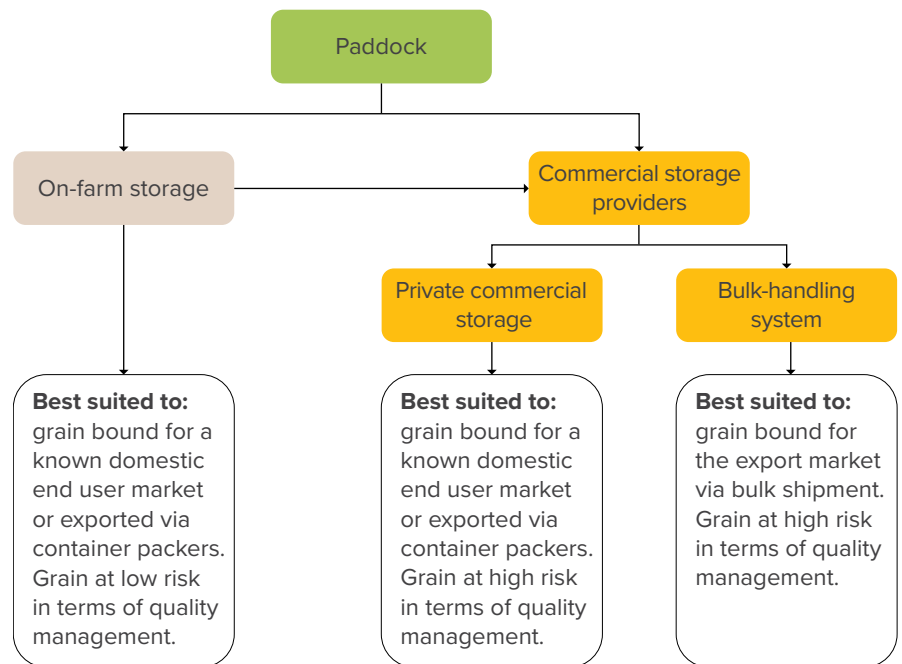 Paddock
On-farm storage
Commercial storage
providers
Private commercial
storage
Bulk-handling
system
Best suited to:
grain bound for a
known domestic
end user market
or exported via
container packers.
Grain at low risk
in terms of quality
management.
Best suited to:
grain bound for a
known domestic
end user market
or exported via
container packers.
Grain at high risk
in terms of quality
management.
Best suited to:
grain bound for
the export market
via bulk shipment.
Grain at high risk
in terms of quality
management.